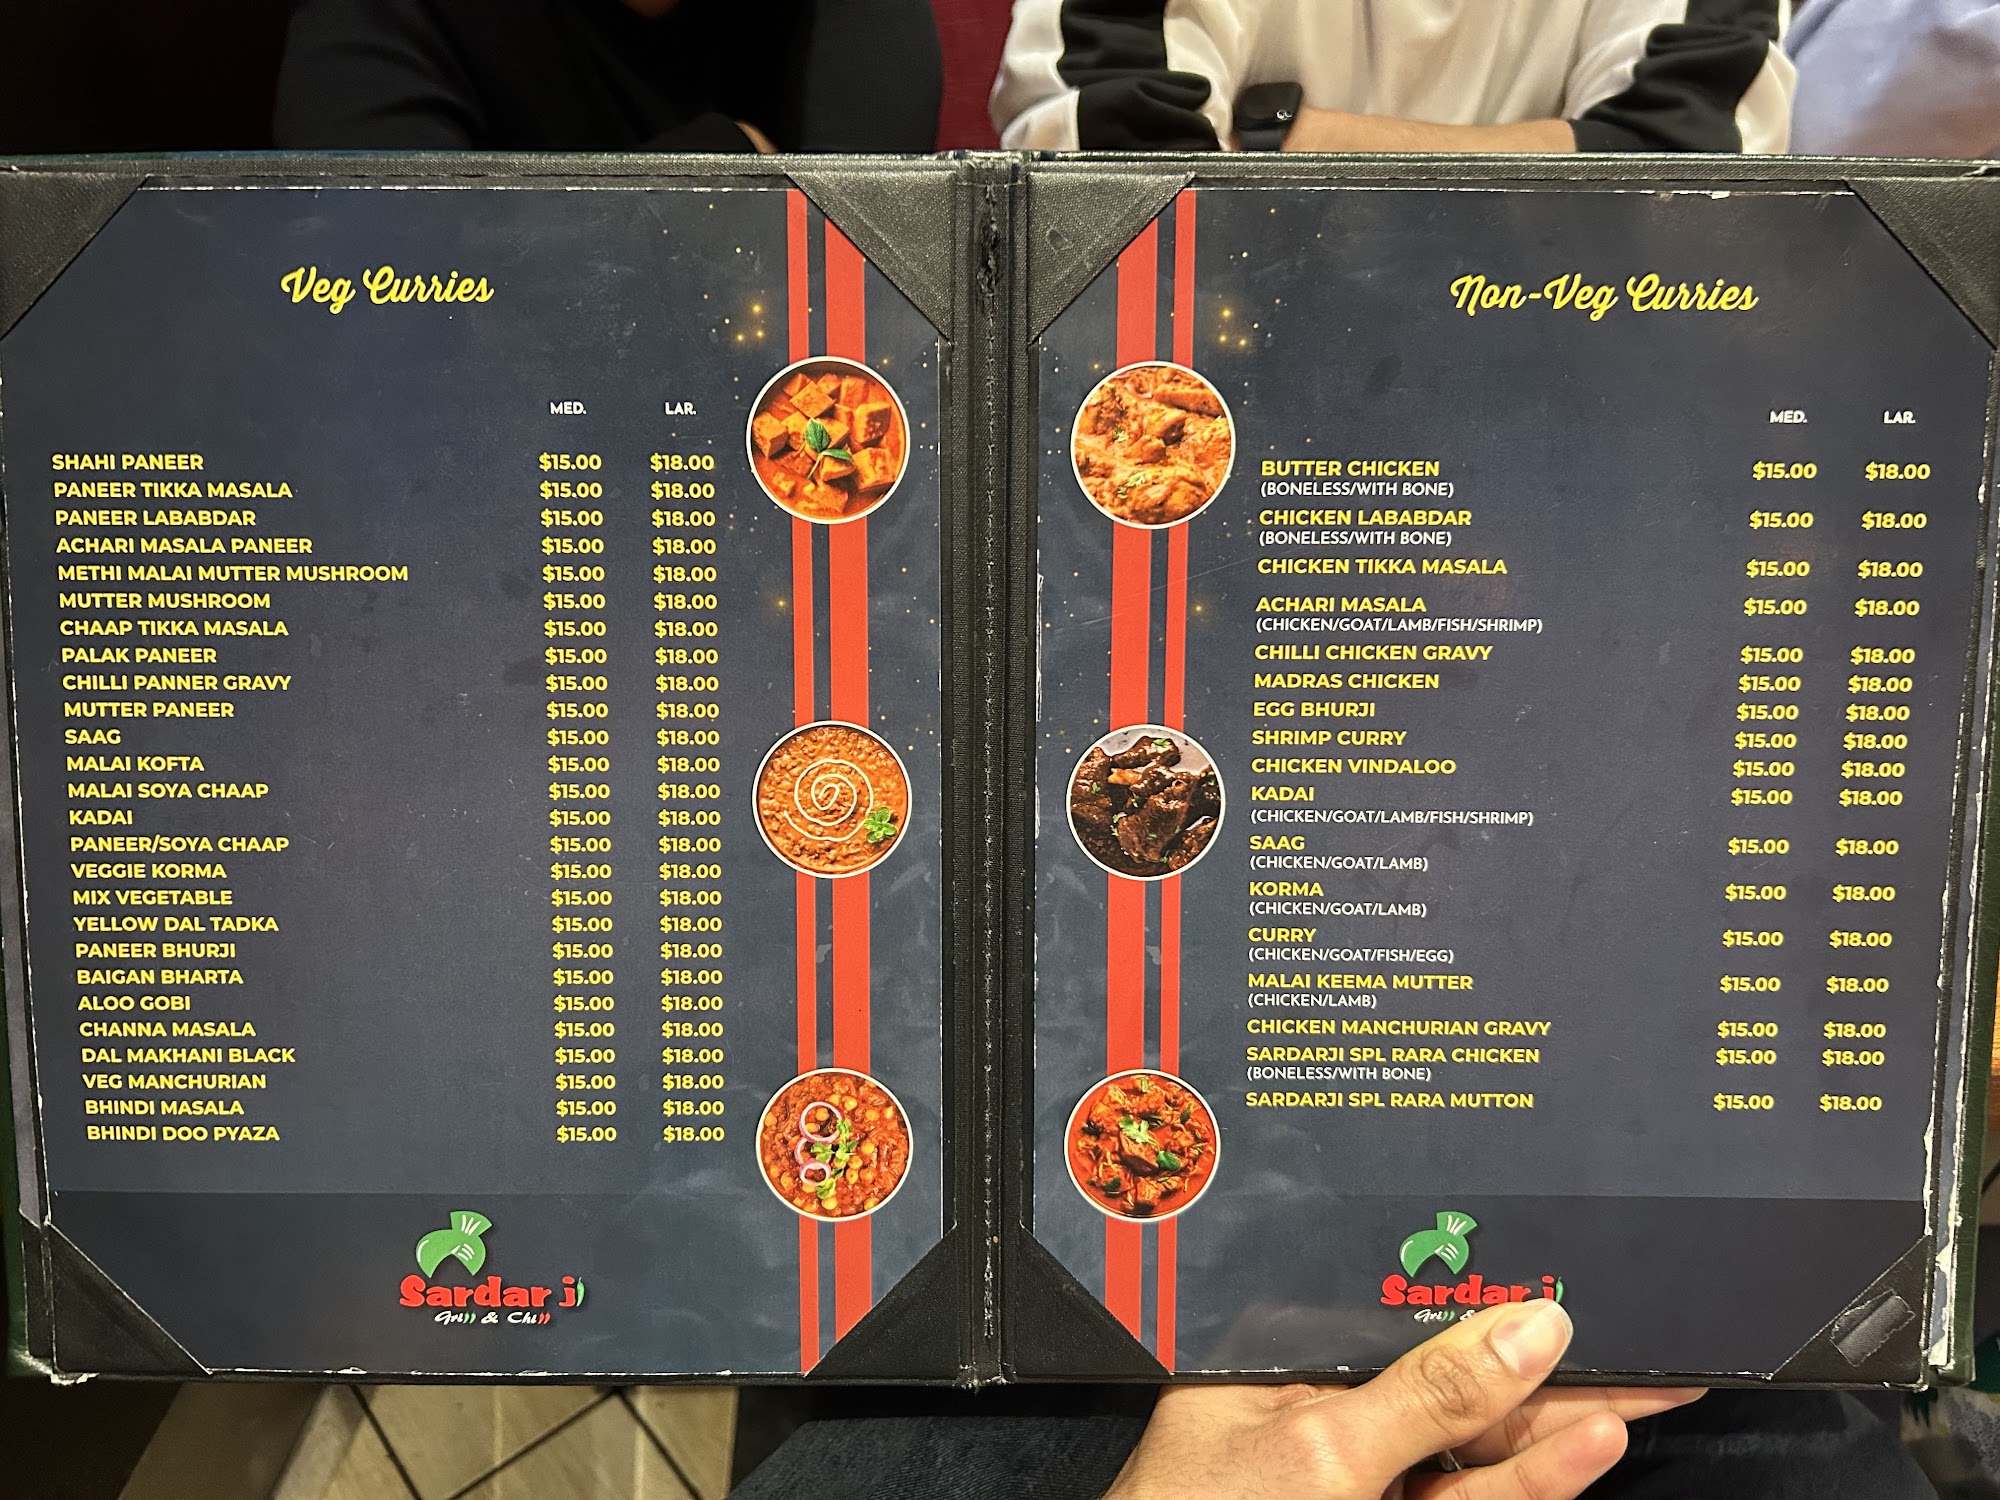 Veg Curries
MED. LAR.
SHAHI PANEER $15.00 $18.00
PANEER TIKKA MASALA $15.00 $18.00
PANEER LABABDAR $15.00 $18.00
ACHARI MASALA PANEER $15.00 $18.00
METHI MALAI MUTTER MUSHROOM $15.00 $18.00
MUTTER MUSHROOM $15.00 $18.00
CHAAP TIKKA MASALA $15.00 $18.00
PALAK PANEER $15.00 $18.00
CHILLI PANNER GRAVY $15.00 $18.00
MUTTER PANEER $15.00 $18.00
SAAG $15.00 $18.00
MALAI KOFTA $15.00 $18.00
MALAI SOYA CHAAP $15.00 $18.00
KADAI $15.00 $18.00
PANEER/SOYA CHAAP $15.00 $18.00
VEGGIE KORMA $15.00 $18.00
MIX VEGETABLE $15.00 $18.00
YELLOW DAL TADKA $15.00 $18.00
PANEER BHURJI $15.00 $18.00
BAIGAN BHARTA $15.00 $18.00
ALOO GOBI $15.00 $18.00
CHANNA MASALA $15.00 $18.00
DAL MAKHANI BLACK $15.00 $18.00
VEG MANCHURIAN $15.00 $18.00
BHINDI MASALA $15.00 $18.00
BHINDI DOO PYAZA $15.00 $18.00
Sardar ji
Grill & Chill
Non-Veg Curries
MED. LAR.
BUTTER CHICKEN $15.00 $18.00
(BONELESS/WITH BONE)
CHICKEN LABABDAR $15.00 $18.00
(BONELESS/WITH BONE)
CHICKEN TIKKA MASALA $15.00 $18.00
ACHARI MASALA $15.00 $18.00
(CHICKEN/GOAT/LAMB/FISH/SHRIMP)
CHILLI CHICKEN GRAVY $15.00 $18.00
MADRAS CHICKEN $15.00 $18.00
EGG BHURJI $15.00 $18.00
SHRIMP CURRY $15.00 $18.00
CHICKEN VINDALOO $15.00 $18.00
KADAI $15.00 $18.00
(CHICKEN/GOAT/LAMB/FISH/SHRIMP)
SAAG $15.00 $18.00
(CHICKEN/GOAT/LAMB)
KORMA $15.00 $18.00
(CHICKEN/GOAT/LAMB)
CURRY $15.00 $18.00
(CHICKEN/GOAT/FISH/EGG)
MALAI KEEMA MUTTER $15.00 $18.00
(CHICKEN/LAMB)
CHICKEN MANCHURIAN GRAVY $15.00 $18.00
SARDARJI SPL RARA CHICKEN $15.00 $18.00
(BONELESS/WITH BONE)
SARDARJI SPL RARA MUTTON $15.00 $18.00
Sardar ji
Grill &